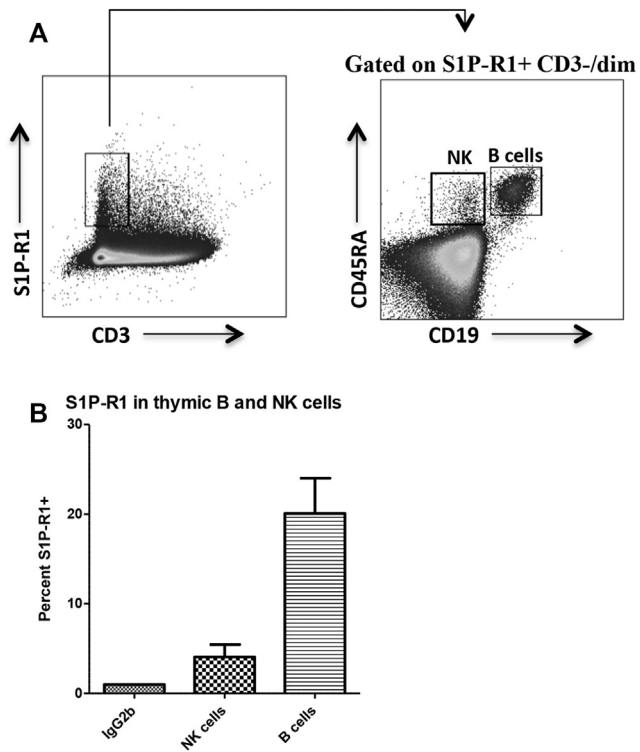 A
Gated on S1P-R1+ CD3-/dim
S1P-R1
CD3
NK
B cells
CD45RA
CD19
B
S1P-R1 in thymic B and NK cells
Percent S1P-R1+
30
20
10
0
IgG2b
NK cells
B cells